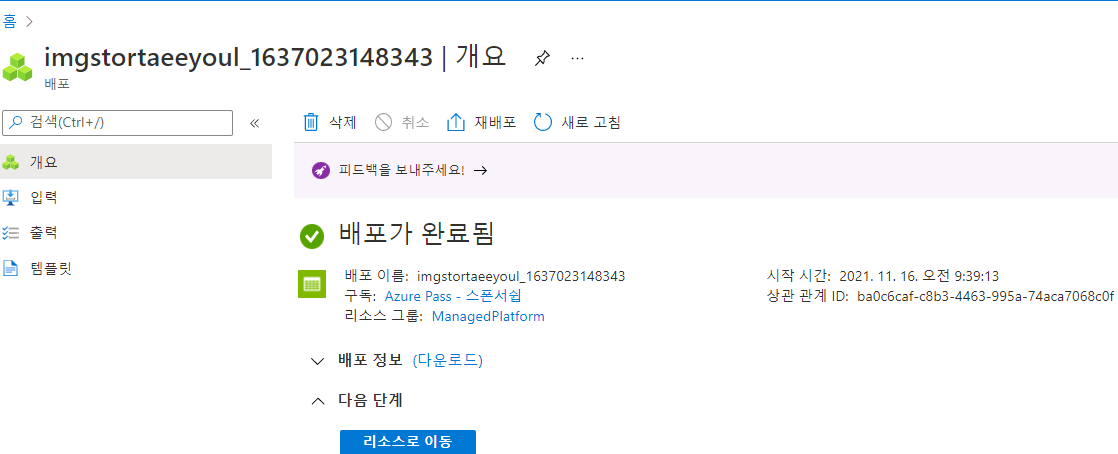 홈 >
imgstortaeeyoul_1637023148343 | 개요
배포
검색(Ctrl+/)
개요
입력
출력
템플릿
삭제 취소 재배포 새로 고침
피드백을 보내주세요! →
배포가 완료됨
배포 이름: imgstortaeeyoul_1637023148343
구독: Azure Pass - 스폰서쉽
리소스 그룹: ManagedPlatform
시작 시간: 2021. 11. 16. 오전 9:39:13
상관 관계 ID: ba0c6caf-c8b3-4463-995a-74aca7068c0f
배포 정보 (다운로드)
다음 단계
리소스로 이동